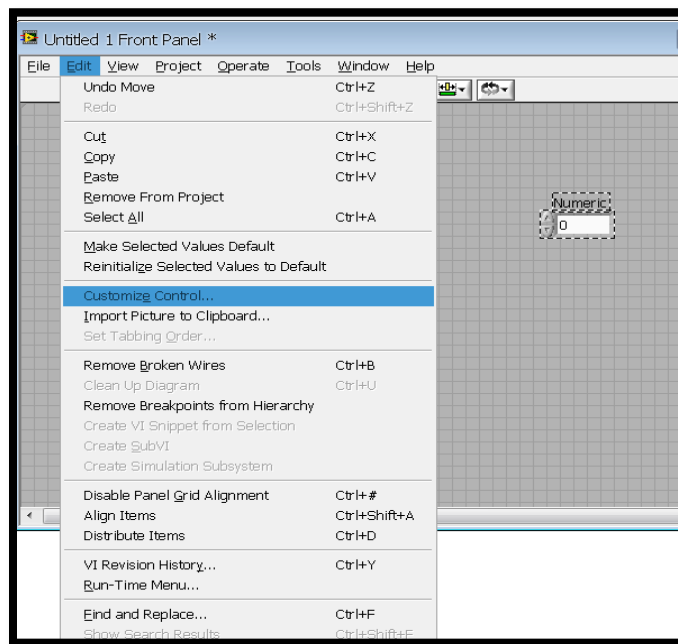 Untitled 1 Front Panel *
File Edit View Project Operate Tools Window Help
Undo Move Ctrl+Z
Redo Ctrl+Shift+Z
Cut Ctrl+X
Copy Ctrl+C
Paste Ctrl+V
Remove From Project
Select All Ctrl+A
Make Selected Values Default
Reinitialize Selected Values to Default
Customize Control...
Import Picture to Clipboard...
Set Tabbing Order...
Remove Broken Wires Ctrl+B
Clean Up Diagram Ctrl+U
Remove Breakpoints from Hierarchy
Create VI Snippet from Selection
Create SubVI
Create Simulation Subsystem
Disable Panel Grid Alignment Ctrl+#
Align Items Ctrl+Shift+A
Distribute Items Ctrl+D
VI Revision History... Ctrl+Y
Run-Time Menu...
Find and Replace... Ctrl+F
Show Search Results Ctrl+Shift+F
Numeric
0